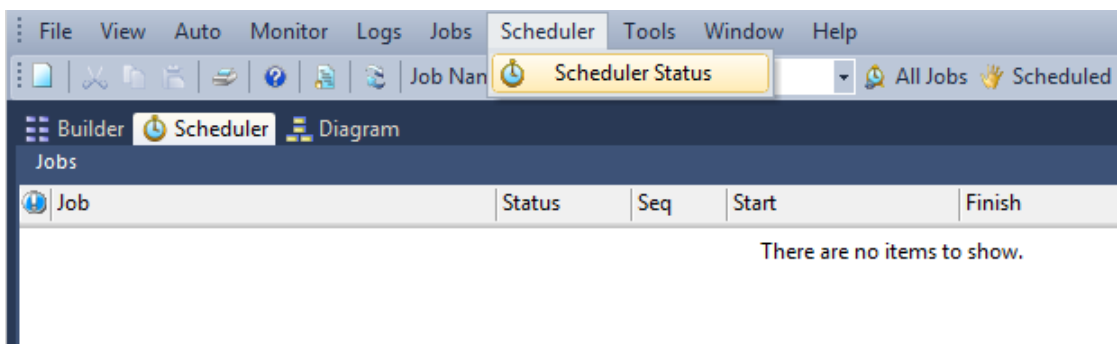 File View Auto Monitor Logs Jobs Scheduler Tools Window Help
Job Nan Scheduler Status All Jobs Scheduled
Builder Scheduler Diagram
Jobs
Job Status Seq Start Finish
There are no items to show.